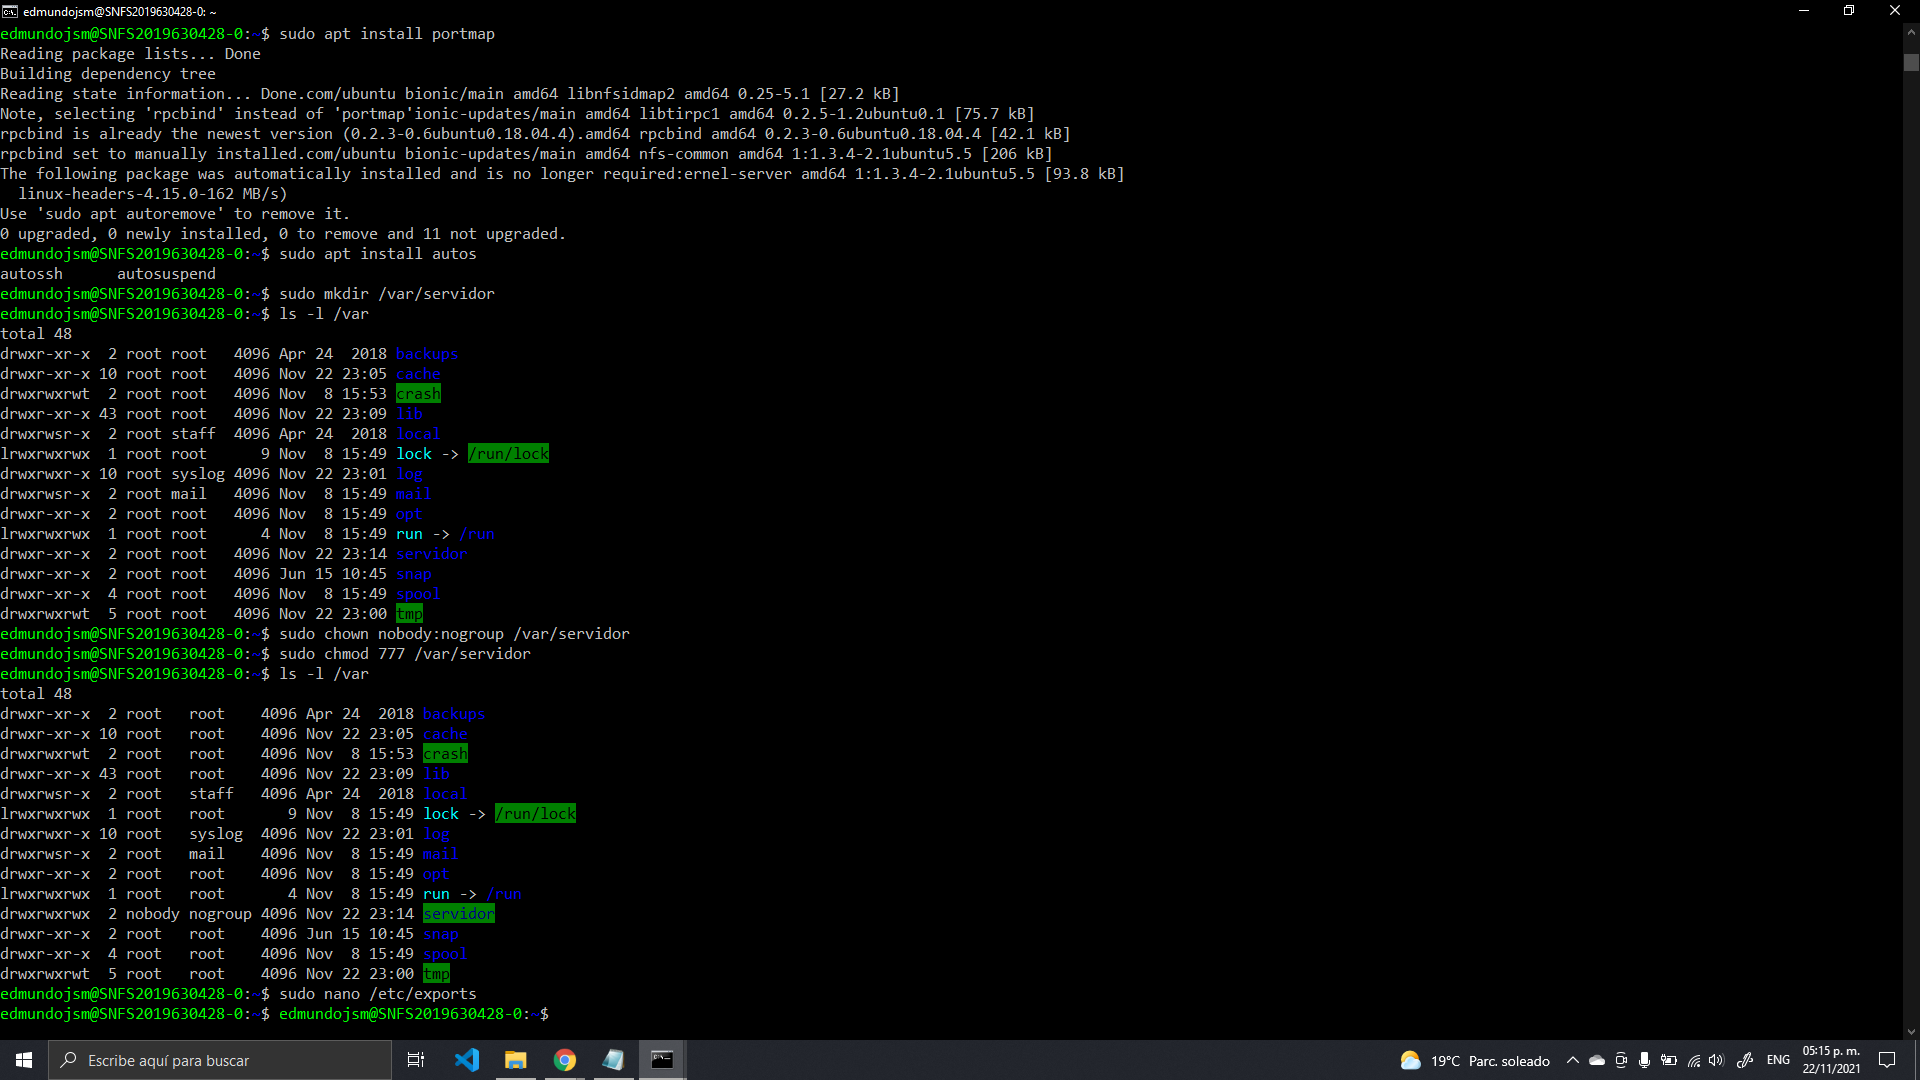 edmundojsm@SNFS2019630428-0: ~
edmundojsm@SNFS2019630428-0:~$ sudo apt install portmap
Reading package lists... Done
Building dependency tree
Reading state information... Done.com/ubuntu bionic/main amd64 libnfsidmap2 amd64 0.25-5.1 [27.2 kB]
Note, selecting 'rpcbind' instead of 'portmap'ionic-updates/main amd64 libtirpc1 amd64 0.2.5-1.2ubuntu0.1 [75.7 kB]
rpcbind is already the newest version (0.2.3-0.6ubuntu0.18.04.4).amd64 rpcbind amd64 0.2.3-0.6ubuntu0.18.04.4 [42.1 kB]
rpcbind set to manually installed.com/ubuntu bionic-updates/main amd64 nfs-common amd64 1:1.3.4-2.1ubuntu5.5 [206 kB]
The following package was automatically installed and is no longer required:ernel-server amd64 1:1.3.4-2.1ubuntu5.5 [93.8 kB]
  linux-headers-4.15.0-162 MB/s)
Use 'sudo apt autoremove' to remove it.
0 upgraded, 0 newly installed, 0 to remove and 11 not upgraded.
edmundojsm@SNFS2019630428-0:~$ sudo apt install autos
autossh      autosuspend
edmundojsm@SNFS2019630428-0:~$ sudo mkdir /var/servidor
edmundojsm@SNFS2019630428-0:~$ ls -l /var
total 48
drwxr-xr-x  2 root root   4096 Apr 24  2018 backups
drwxr-xr-x 10 root root   4096 Nov 22 23:05 cache
drwxrwxrwt  2 root root   4096 Nov  8 15:53 crash
drwxr-xr-x 43 root root   4096 Nov 22 23:09 lib
drwxrwsr-x  2 root staff  4096 Apr 24  2018 local
lrwxrwxrwx  1 root root      9 Nov  8 15:49 lock -> /run/lock
drwxrwxr-x 10 root syslog 4096 Nov 22 23:01 log
drwxrwsr-x  2 root mail   4096 Nov  8 15:49 mail
drwxr-xr-x  2 root root   4096 Nov  8 15:49 opt
lrwxrwxrwx  1 root root      4 Nov  8 15:49 run -> /run
drwxr-xr-x  2 root root   4096 Nov 22 23:14 servidor
drwxr-xr-x  2 root root   4096 Jun 15 10:45 snap
drwxr-xr-x  4 root root   4096 Nov  8 15:49 spool
drwxrwxrwt  5 root root   4096 Nov 22 23:00 tmp
edmundojsm@SNFS2019630428-0:~$ sudo chown nobody:nogroup /var/servidor
edmundojsm@SNFS2019630428-0:~$ sudo chmod 777 /var/servidor
edmundojsm@SNFS2019630428-0:~$ ls -l /var
total 48
drwxr-xr-x  2 root   root    4096 Apr 24  2018 backups
drwxr-xr-x 10 root   root    4096 Nov 22 23:05 cache
drwxrwxrwt  2 root   root    4096 Nov  8 15:53 crash
drwxr-xr-x 43 root   root    4096 Nov 22 23:09 lib
drwxrwsr-x  2 root   staff   4096 Apr 24  2018 local
lrwxrwxrwx  1 root   root       9 Nov  8 15:49 lock -> /run/lock
drwxrwxr-x 10 root   syslog  4096 Nov 22 23:01 log
drwxrwsr-x  2 root   mail    4096 Nov  8 15:49 mail
drwxr-xr-x  2 root   root    4096 Nov  8 15:49 opt
lrwxrwxrwx  1 root   root       4 Nov  8 15:49 run -> /run
drwxrwxrwx  2 nobody nogroup 4096 Nov 22 23:14 servidor
drwxr-xr-x  2 root   root    4096 Jun 15 10:45 snap
drwxr-xr-x  4 root   root    4096 Nov  8 15:49 spool
drwxrwxrwt  5 root   root    4096 Nov 22 23:00 tmp
edmundojsm@SNFS2019630428-0:~$ sudo nano /etc/exports
edmundojsm@SNFS2019630428-0:~$ edmundojsm@SNFS2019630428-0:~$
Escribe aquí para buscar
19°C Parc. soleado
ENG
05:15 p. m.
22/11/2021